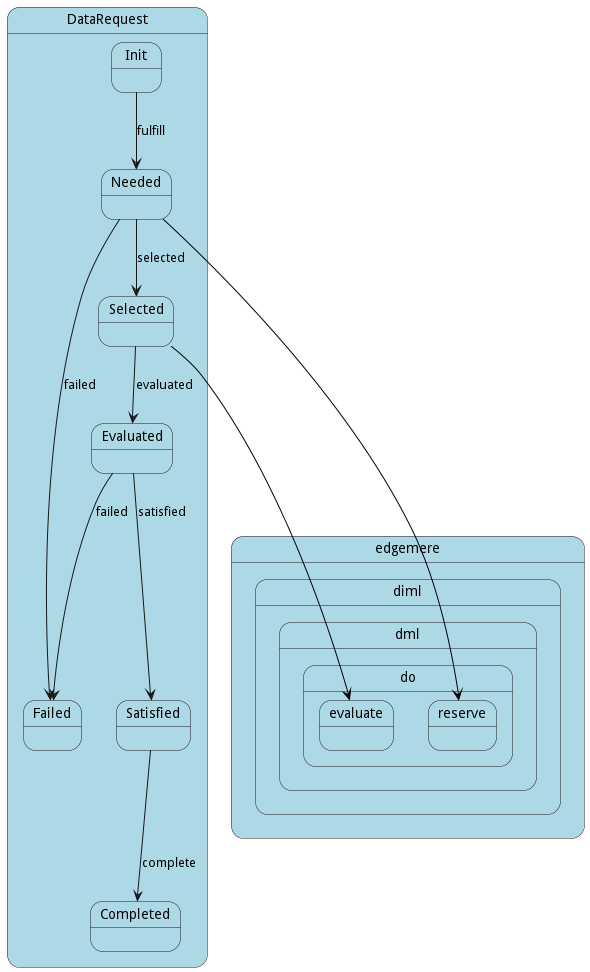 DataRequest
Init
fulfill
Needed
selected
Selected
failed
evaluated
Evaluated
failed
satisfied
edgemere
diml
dml
do
Failed
Satisfied
evaluate
reserve
complete
Completed